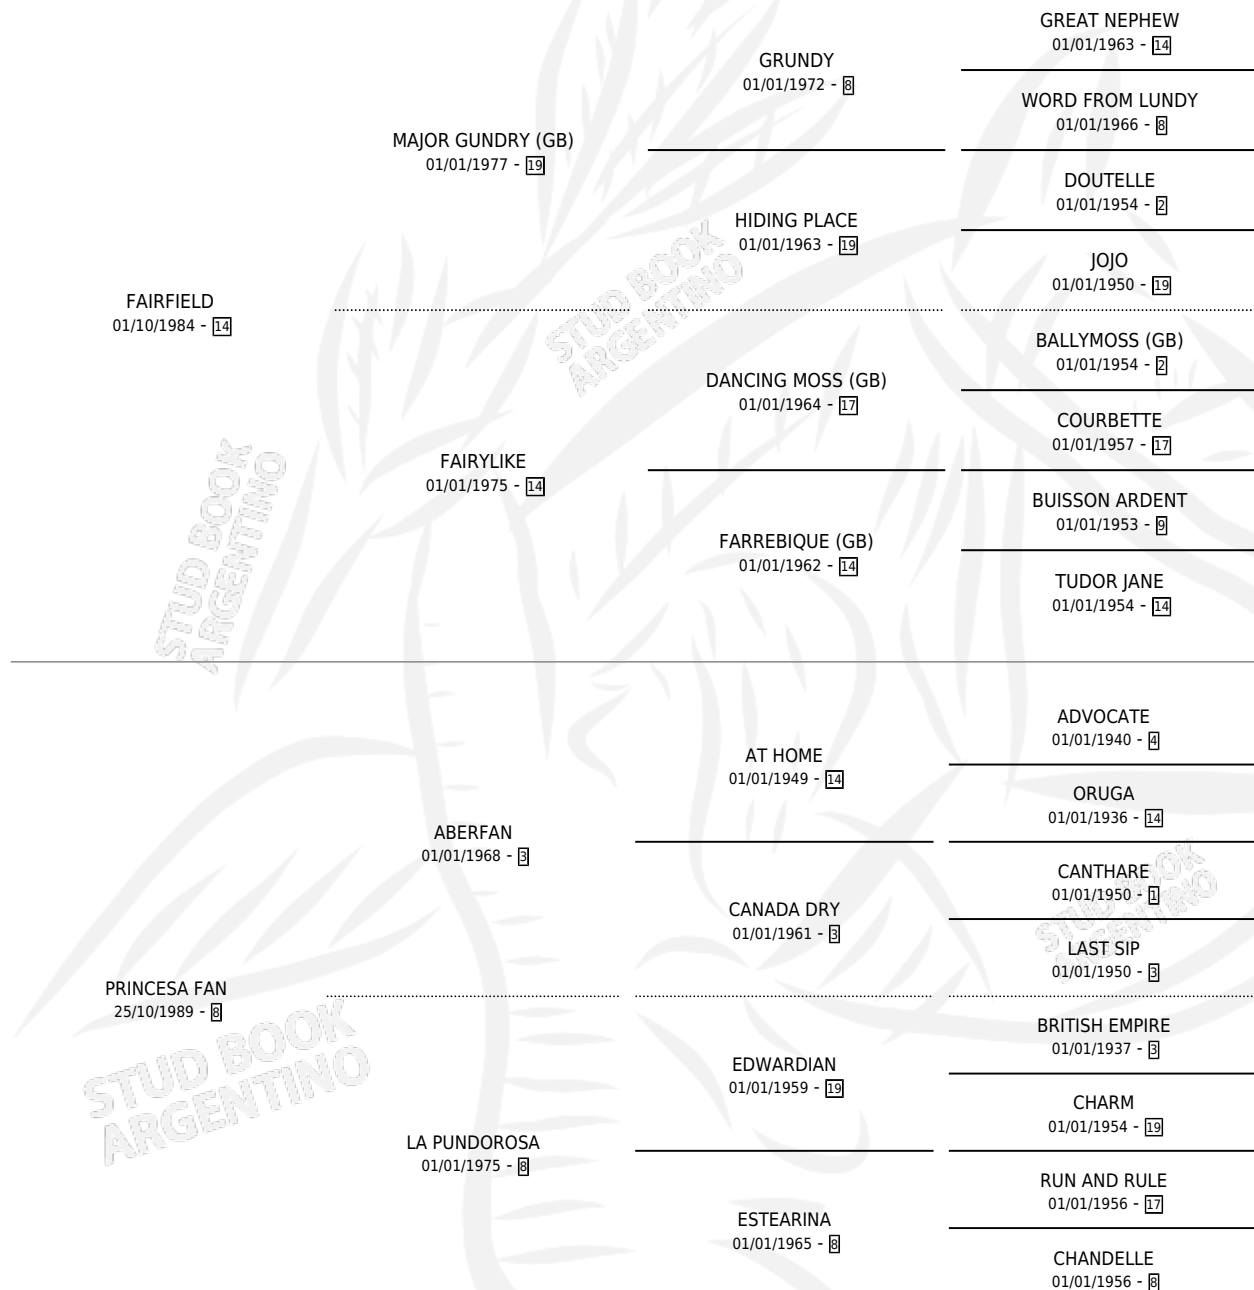 GREAT NEPHEW
01/01/1963 - 14
GRUNDY
01/01/1972 - 8
WORD FROM LUNDY
01/01/1966 - 8
MAJOR GUNDRY (GB)
01/01/1977 - 19
DOUTELLE
01/01/1954 - 2
HIDING PLACE
01/01/1963 - 19
JOJO
01/01/1950 - 19
FAIRFIELD
01/10/1984 - 14
STUD BOOK
ARGENTINO
BALLYMOSS (GB)
01/01/1954 - 2
DANCING MOSS (GB)
01/01/1964 - 17
COURBETTE
01/01/1957 - 17
FAIRYLIKE
01/01/1975 - 14
BUISSON ARDENT
01/01/1953 - 9
FARREBIQUE (GB)
01/01/1962 - 14
TUDOR JANE
01/01/1954 - 14
STUD BOOK
ARGENTINO
ADVOCATE
01/01/1940 - 4
AT HOME
01/01/1949 - 14
ORUGA
01/01/1936 - 14
ABERFAN
01/01/1968 - 3
CANTHARE
01/01/1950 - 1
CANADA DRY
01/01/1961 - 3
LAST SIP
01/01/1950 - 3
STUD BOOK
ARGENTINO
PRINCESA FAN
25/10/1989 - 8
BRITISH EMPIRE
01/01/1937 - 3
EDWARDIAN
01/01/1959 - 19
CHARM
01/01/1954 - 19
STUD BOOK
ARGENTINO
LA PUNDOROSA
01/01/1975 - 8
RUN AND RULE
01/01/1956 - 17
ESTEARINA
01/01/1965 - 8
CHANDELLE
01/01/1956 - 8